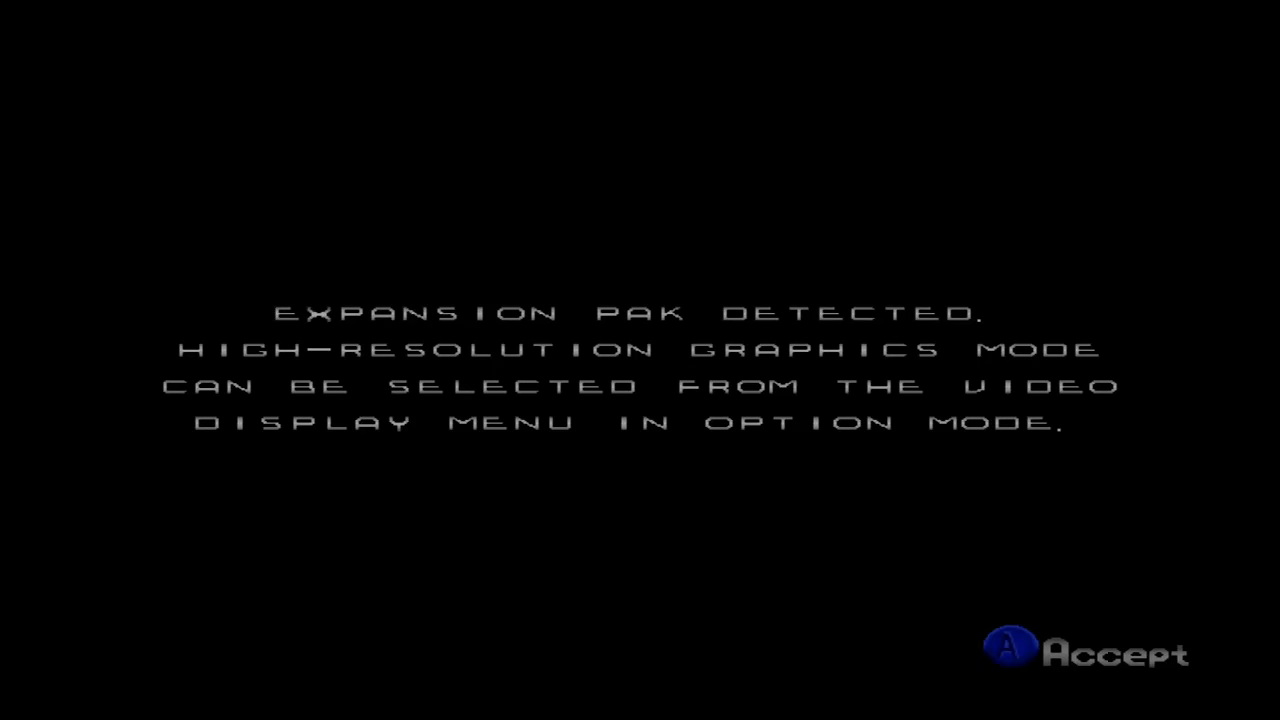 EXPANSION PAK DETECTED.
HIGH-RESOLUTION GRAPHICS MODE
CAN BE SELECTED FROM THE VIDEO
DISPLAY MENU IN OPTION MODE.
A Accept